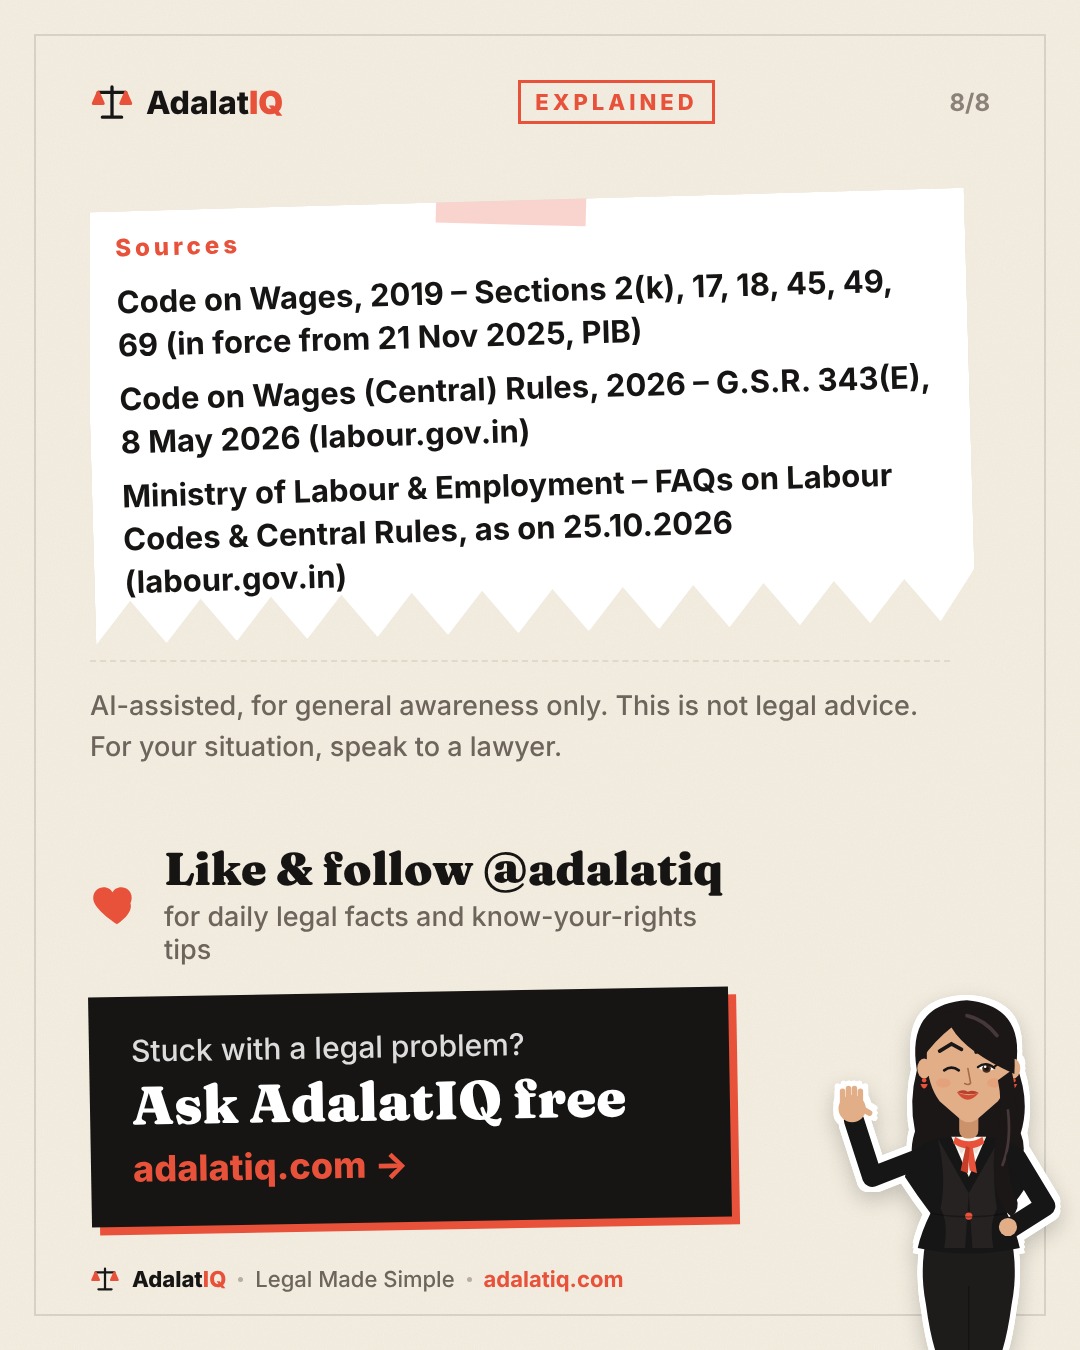 AdalatIQ
EXPLAINED
8/8
Sources
Code on Wages, 2019 – Sections 2(k), 17, 18, 45, 49,
69 (in force from 21 Nov 2025, PIB)
Code on Wages (Central) Rules, 2026 – G.S.R. 343(E),
8 May 2026 (labour.gov.in)
Ministry of Labour & Employment – FAQs on Labour
Codes & Central Rules, as on 25.10.2026
(labour.gov.in)
AI-assisted, for general awareness only. This is not legal advice.
For your situation, speak to a lawyer.
Like & follow @adalatiq
for daily legal facts and know-your-rights
tips
Stuck with a legal problem?
Ask AdalatIQ free
adalatiq.com →
AdalatIQ • Legal Made Simple • adalatiq.com